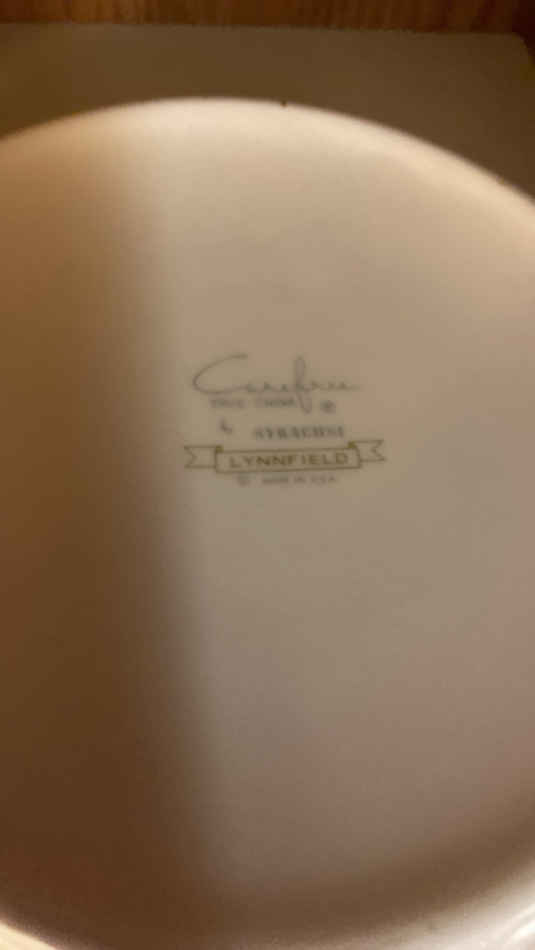 Carefree
TRUE CHINA ®
by SYRACUSE
LYNNFIELD
© MADE IN U.S.A.